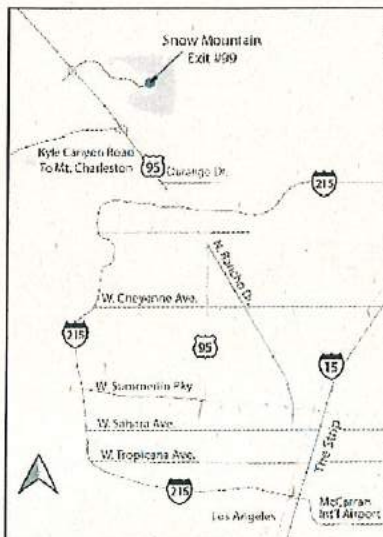 Snow Mountain
Exit #99
Kyle Canyon Road
To Mt. Charleston
95
Durango Dr.
215
N. Rancho Dr.
W. Cheyenne Ave.
215
95
15
W. Summerlin Pky
W. Sahara Ave.
The Strip
W. Tropicana Ave.
215
McCarran
Int'l Airport
Los Angeles